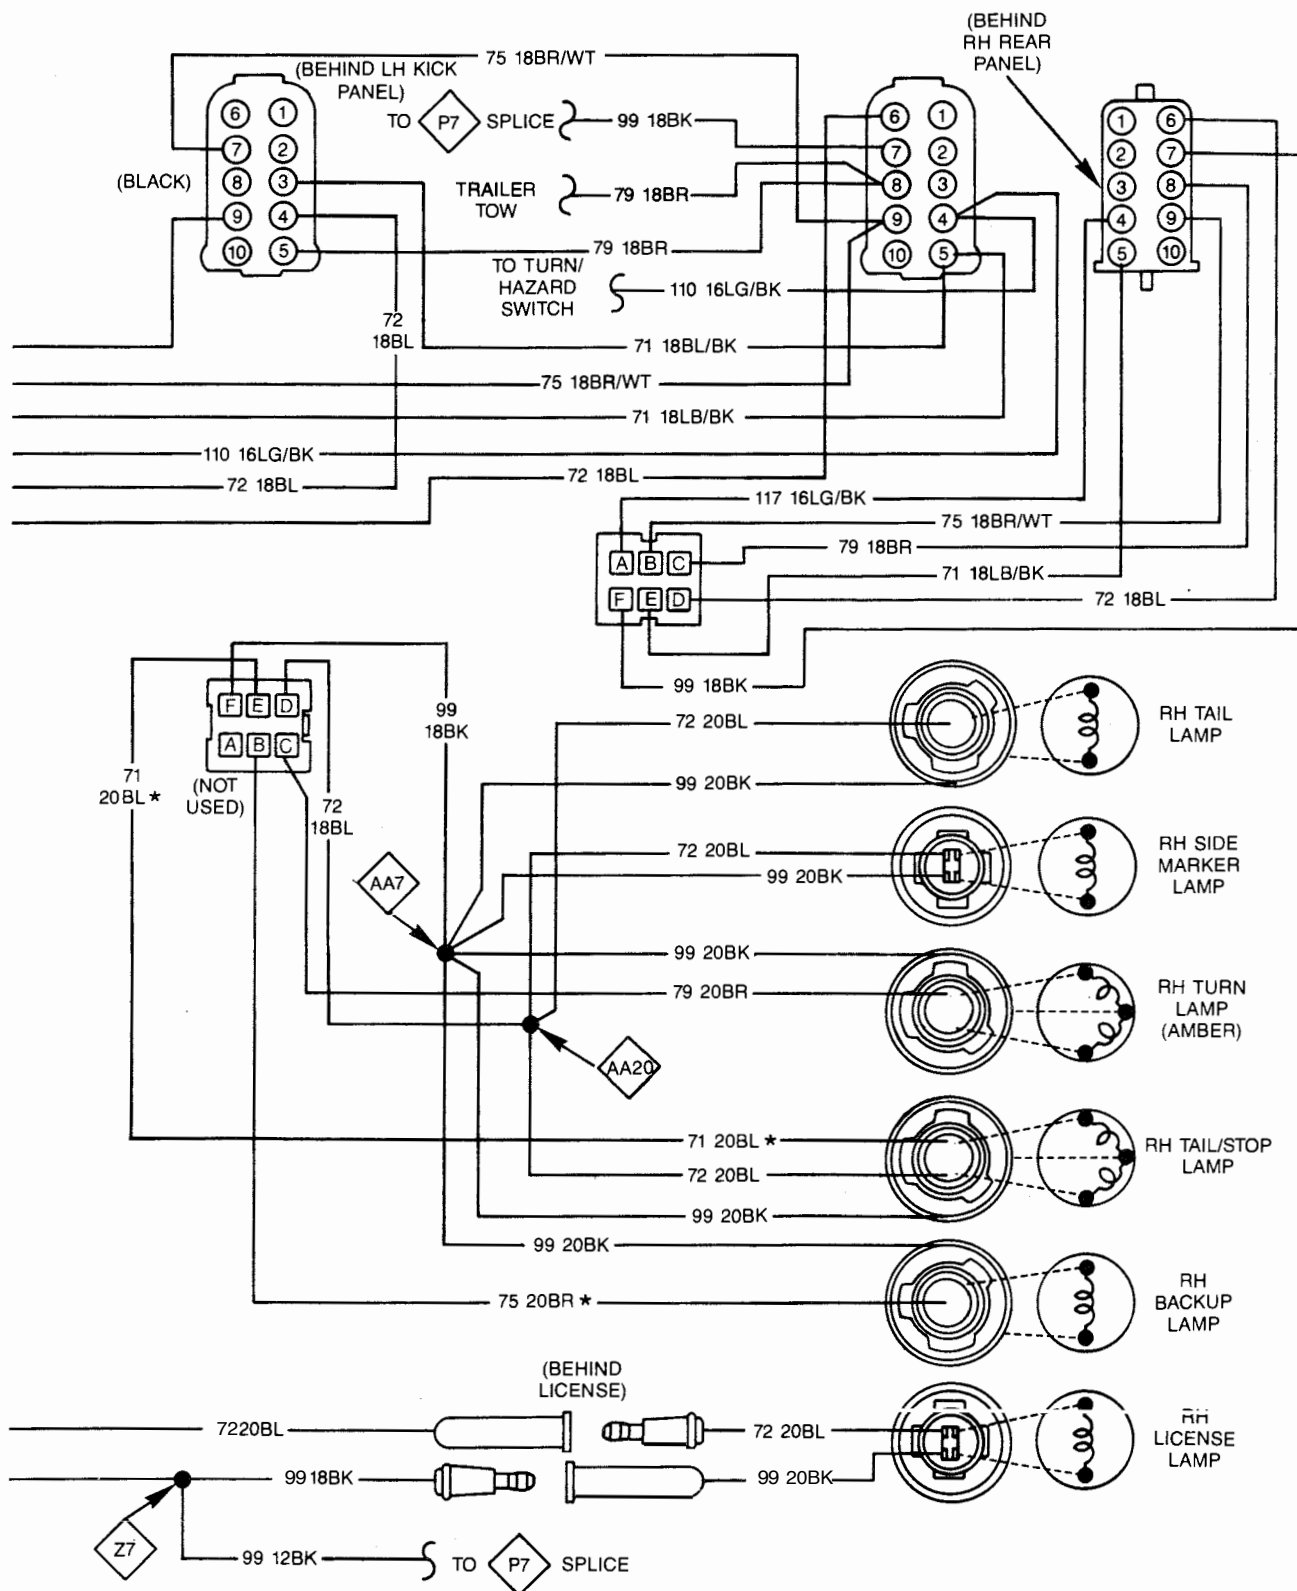 (BEHIND
RH REAR
PANEL)
75 18BR/WT
(BEHIND LH KICK
PANEL)
TO P7 SPLICE
99 18BK
6 1
7 2
8 3
9 4
10 5
(BLACK)
TRAILER
TOW
79 18BR
6 1
7 2
8 3
9 4
10 5
1 6
2 7
3 8
4 9
5 10
79 18BR
TO TURN/
HAZARD
SWITCH
110 16LG/BK
72
18BL
71 18BL/BK
75 18BR/WT
71 18LB/BK
110 16LG/BK
72 18BL
72 18BL
117 16LG/BK
75 18BR/WT
79 18BR
71 18LB/BK
72 18BL
A B C
F E D
99 18BK
F E D
A B C
(NOT
USED)
99
18BK
71
20BL*
72
18BL
72 20BL
99 20BK
RH TAIL
LAMP
AA7
72 20BL
99 20BK
RH SIDE
MARKER
LAMP
99 20BK
79 20BR
RH TURN
LAMP
(AMBER)
AA20
71 20BL*
72 20BL
99 20BK
RH TAIL/STOP
LAMP
99 20BK
75 20BR*
RH
BACKUP
LAMP
(BEHIND
LICENSE)
7220BL
72 20BL
9918BK
99 20BK
RH
LICENSE
LAMP
Z7
99 12BK
TO P7 SPLICE